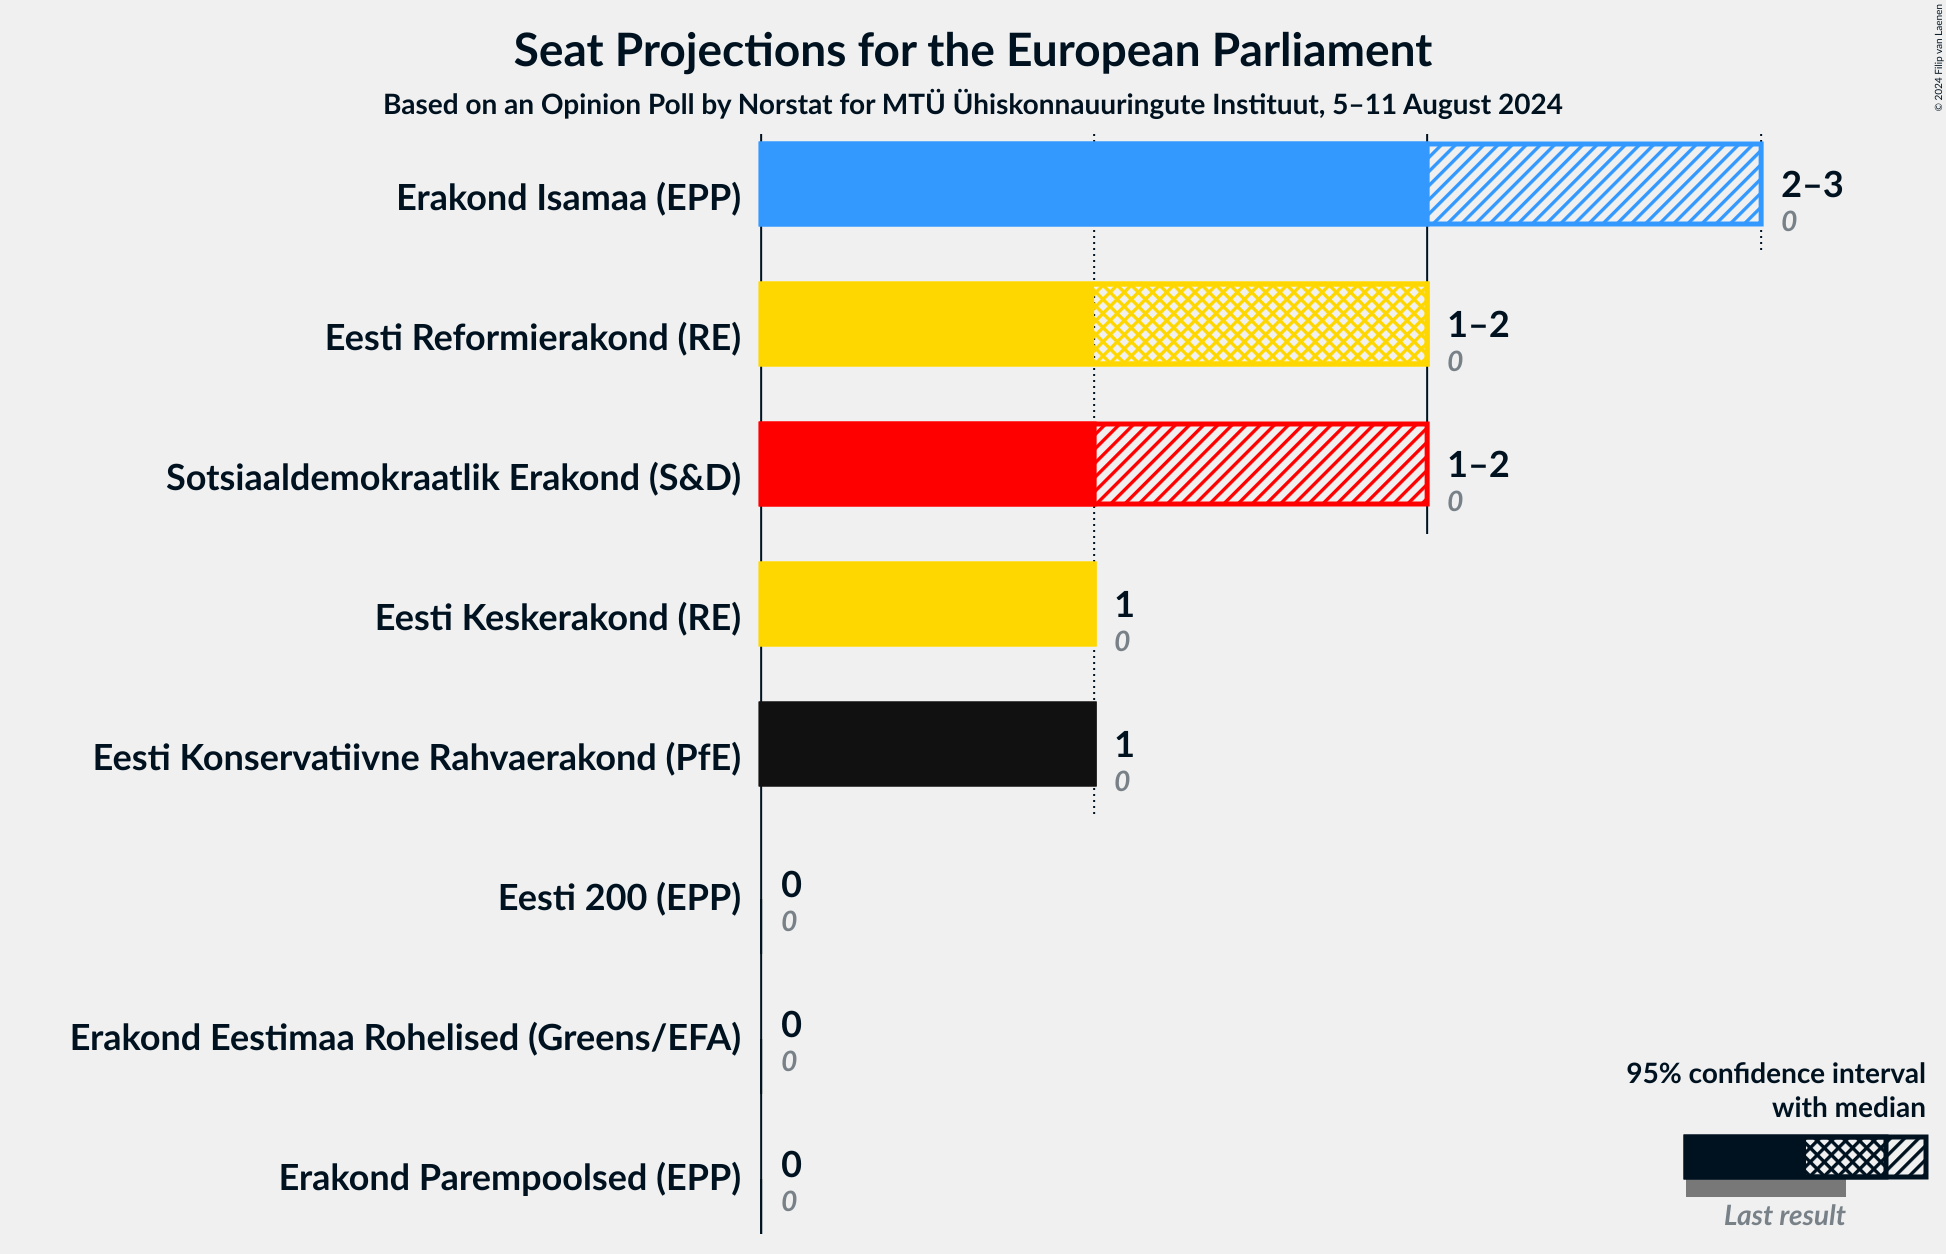 Seat Projections for the European Parliament
Based on an Opinion Poll by Norstat for MTÜ Ühiskonnauuringute Instituut, 5–11 August 2024
© 2024 Filip van Laenen
Erakond Isamaa (EPP)
2–3
0
Eesti Reformierakond (RE)
1–2
0
Sotsiaaldemokraatlik Erakond (S&D)
1–2
0
Eesti Keskerakond (RE)
1
0
Eesti Konservatiivne Rahvaerakond (PfE)
1
0
Eesti 200 (EPP)
0
0
Erakond Eestimaa Rohelised (Greens/EFA)
0
0
Erakond Parempoolsed (EPP)
0
0
95% confidence interval
with median
Last result